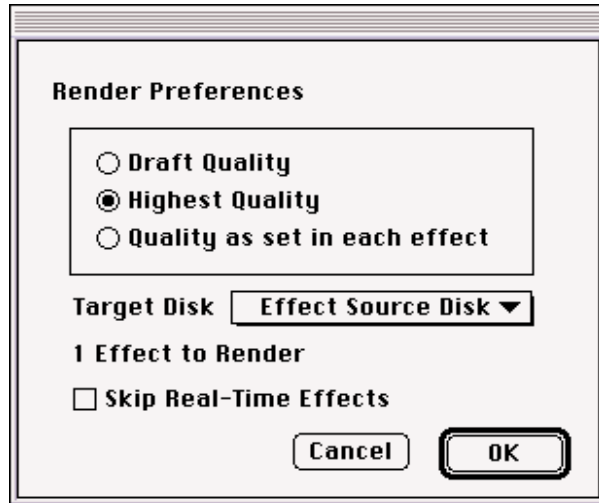 Render Preferences
Draft Quality
Highest Quality
Quality as set in each effect
Target Disk Effect Source Disk
1 Effect to Render
Skip Real-Time Effects
Cancel OK